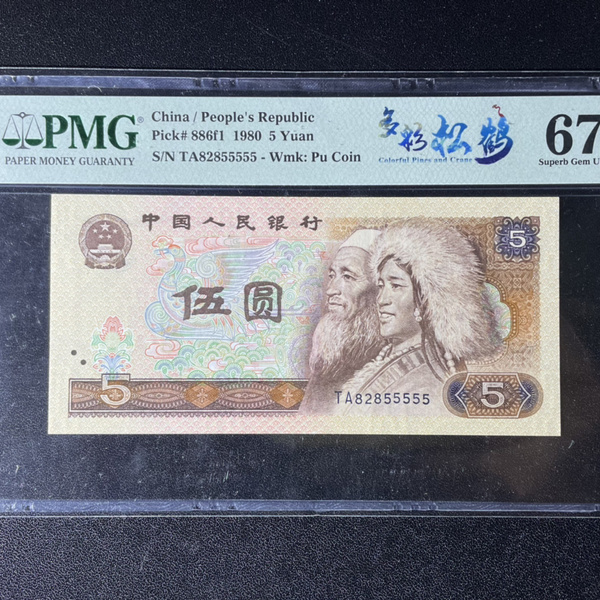 PMG
PAPER MONEY GUARANTY
China / People's Republic
Pick# 886f1 1980 5 Yuan
S/N TA82855555 - Wmk: Pu Coin
多彩松鹤
Colorful Pines and Crane
67
Superb Gem U
中国人民银行
5
伍圆
TA82855555
5
5